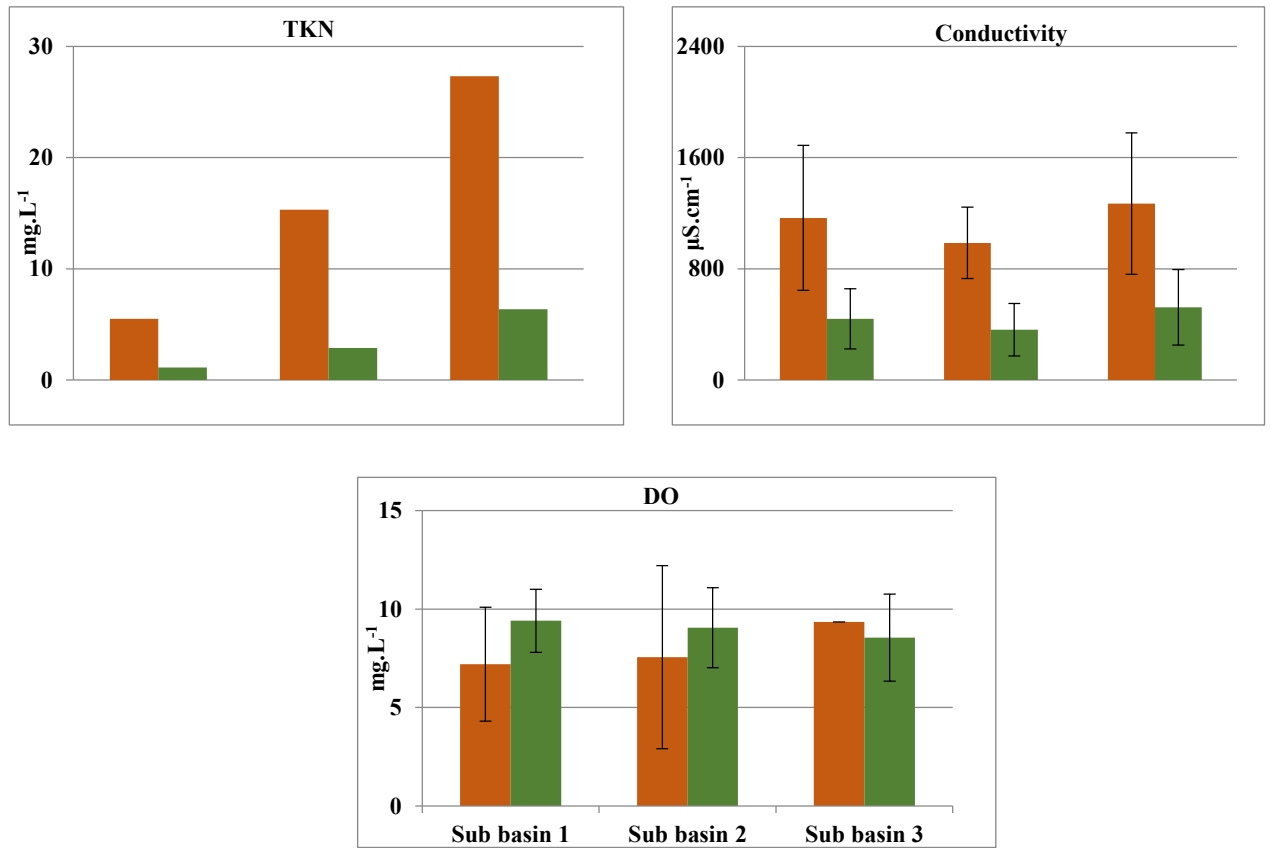 TKN
30
20
10
0
mg.L⁻¹
Conductivity
2400
1600
800
0
µS.cm⁻¹
DO
15
10
5
0
mg.L⁻¹
Sub basin 1 Sub basin 2 Sub basin 3